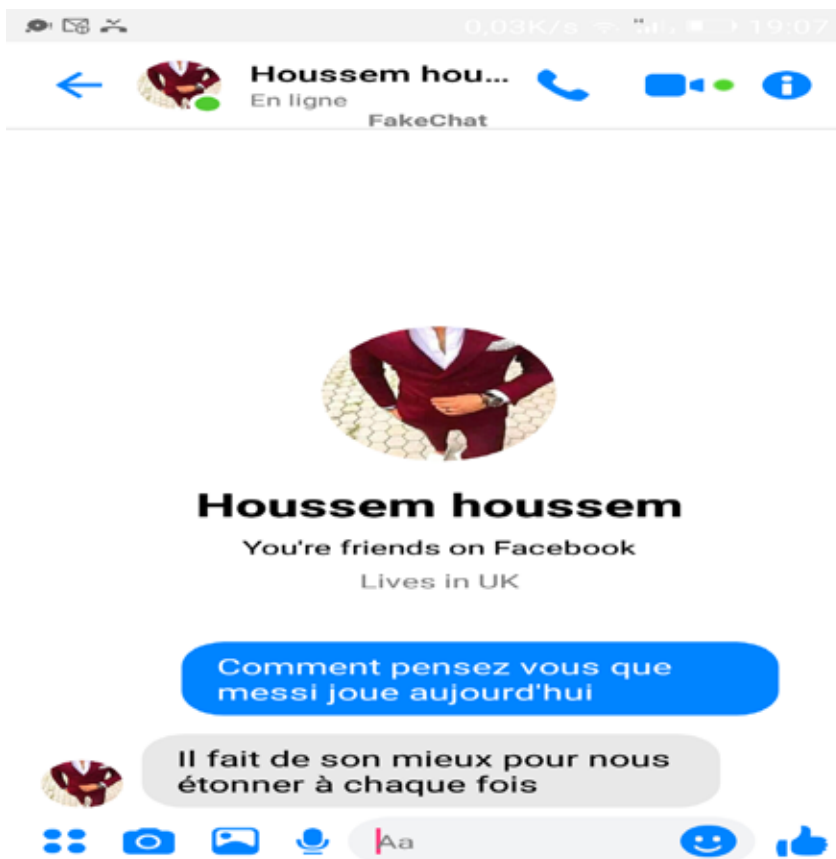 0,03K/s 19:07
Houssem hou...
En ligne
FakeChat
Houssem houssem
You're friends on Facebook
Lives in UK
Comment pensez vous que
messi joue aujourd'hui
Il fait de son mieux pour nous
étonner à chaque fois
Aa